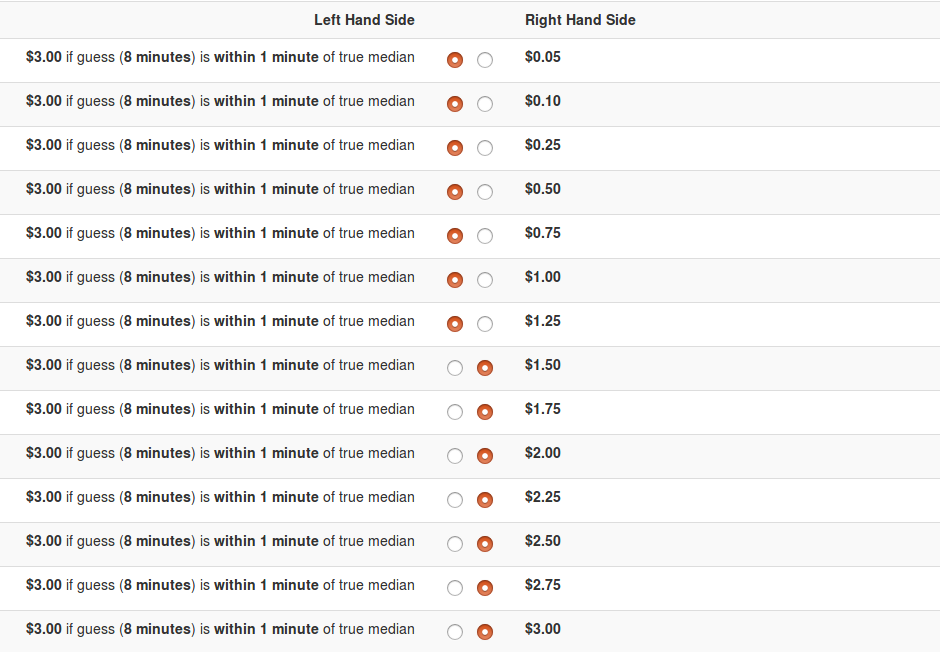 Left Hand Side Right Hand Side
$3.00 if guess (8 minutes) is within 1 minute of true median $0.05
$3.00 if guess (8 minutes) is within 1 minute of true median $0.10
$3.00 if guess (8 minutes) is within 1 minute of true median $0.25
$3.00 if guess (8 minutes) is within 1 minute of true median $0.50
$3.00 if guess (8 minutes) is within 1 minute of true median $0.75
$3.00 if guess (8 minutes) is within 1 minute of true median $1.00
$3.00 if guess (8 minutes) is within 1 minute of true median $1.25
$3.00 if guess (8 minutes) is within 1 minute of true median $1.50
$3.00 if guess (8 minutes) is within 1 minute of true median $1.75
$3.00 if guess (8 minutes) is within 1 minute of true median $2.00
$3.00 if guess (8 minutes) is within 1 minute of true median $2.25
$3.00 if guess (8 minutes) is within 1 minute of true median $2.50
$3.00 if guess (8 minutes) is within 1 minute of true median $2.75
$3.00 if guess (8 minutes) is within 1 minute of true median $3.00